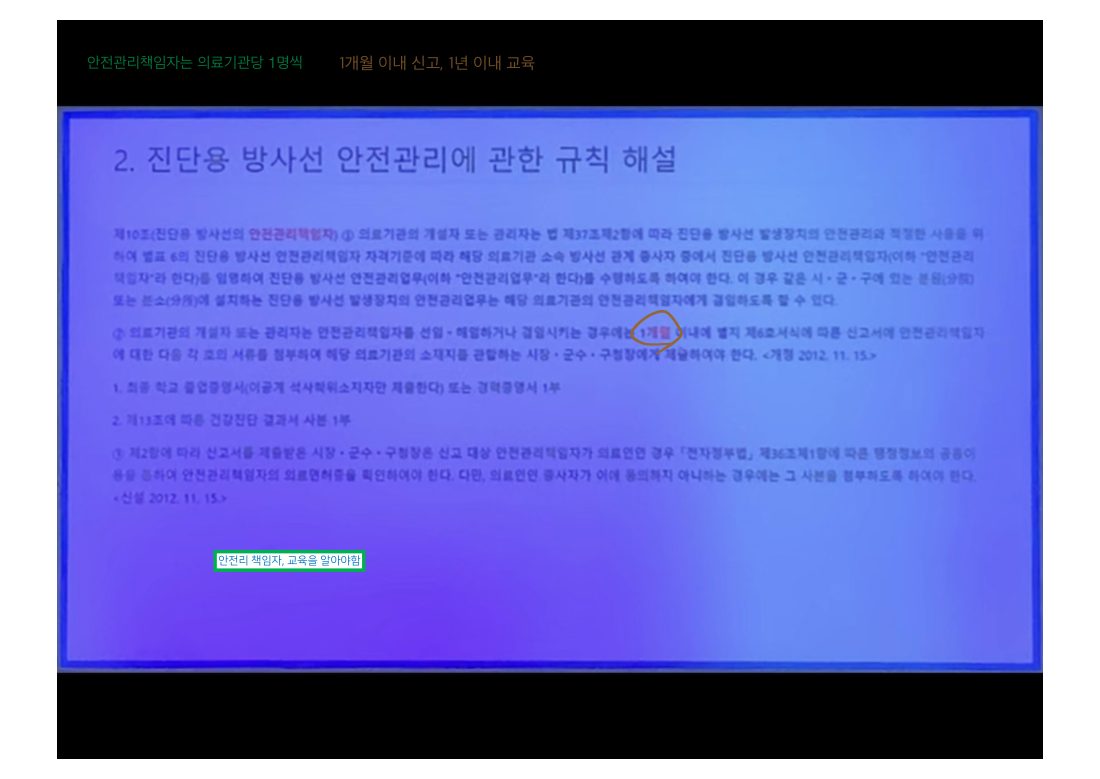 안전관리책임자는 의료기관당 1명씩
1개월 이내 신고, 1년 이내 교육
2. 진단용 방사선 안전관리에 관한 규칙 해설
제10조(진단용 방사선의 안전관리책임자) ① 의료기관의 개설자 또는 관리자는 법 제37조제2항에 따라 진단용 방사선 발생장치의 안전관리와 적정한 사용을 위
하여 별표 6의 진단용 방사선 안전관리책임자 자격기준에 따라 해당 의료기관 소속 방사선 관계 종사자 중에서 진단용 방사선 안전관리책임자(이하 "안전관리
책임자"라 한다)를 임명하여 진단용 방사선 안전관리업무(이하 "안전관리업무"라 한다)를 수행하도록 하여야 한다. 이 경우 같은 시ㆍ군ㆍ구에 있는 분원(分院)
또는 분소(分所)에 설치하는 진단용 방사선 발생장치의 안전관리업무는 해당 의료기관의 안전관리책임자에게 겸임하도록 할 수 있다.
② 의료기관의 개설자 또는 관리자는 안전관리책임자를 선임ㆍ해임하거나 겸임시키는 경우에는 1개월 이내에 별지 제6호서식에 따른 신고서에 안전관리책임자
에 대한 다음 각 호의 서류를 첨부하여 해당 의료기관의 소재지를 관할하는 시장ㆍ군수ㆍ구청장에게 제출하여야 한다. <개정 2012. 11. 15.>
1. 최종 학교 졸업증명서(이공계 석사학위소지자만 제출한다) 또는 경력증명서 1부
2. 제13조에 따른 건강진단 결과서 사본 1부
③ 제2항에 따라 신고서를 제출받은 시장ㆍ군수ㆍ구청장은 신고 대상 안전관리책임자가 의료인인 경우 「전자정부법」 제36조제1항에 따른 행정정보의 공동이
용을 통하여 안전관리책임자의 의료면허증을 확인하여야 한다. 다만, 의료인인 종사자가 이에 동의하지 아니하는 경우에는 그 사본을 첨부하도록 하여야 한다.
<신설 2012. 11. 15.>
안전리 책임자, 교육을 알아야함